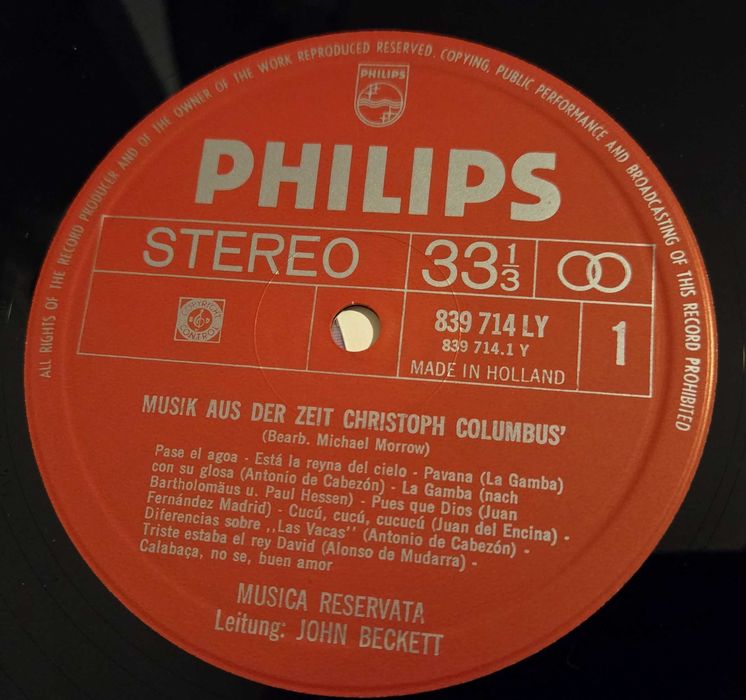 ALL RIGHTS OF THE RECORD PRODUCER AND OF THE OWNER OF THE WORK REPRODUCED RESERVED. COPYING, PUBLIC PERFORMANCE AND BROADCASTING OF THIS RECORD PROHIBITED
PHILIPS
PHILIPS
STEREO
33 1/3
COPYRIGHT
B D
CONTROL
839 714 LY
839 714.1 Y
MADE IN HOLLAND
1
MUSIK AUS DER ZEIT CHRISTOPH COLUMBUS'
(Bearb. Michael Morrow)
Pase el agoa - Está la reyna del cielo - Pavana (La Gamba)
con su glosa (Antonio de Cabezón) - La Gamba (nach
Bartholomäus u. Paul Hessen) - Pues que Dios (Juan
Fernández Madrid) - Cucú, cucú, cucucú (Juan del Encina) -
Diferencias sobre ,,Las Vacas" (Antonio de Cabezón) -
Triste estaba el rey David (Alonso de Mudarra) -
Calabaça, no se, buen amor
MUSICA RESERVATA
Leitung: JOHN BECKETT